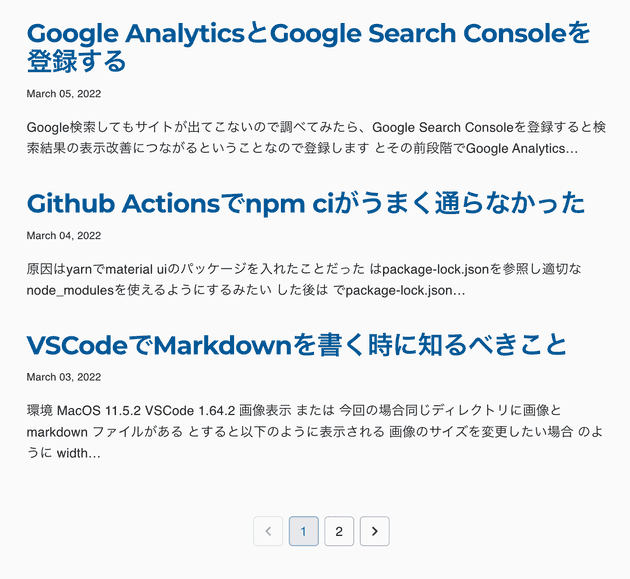 Google AnalyticsとGoogle Search Consoleを
登録する
March 05, 2022
Google検索してもサイトが出てこないので調べてみたら、Google Search Consoleを登録すると検
索結果の表示改善につながるということなので登録します とその前段階でGoogle Analytics…
Github Actionsでnpm ciがうまく通らなかった
March 04, 2022
原因はyarnでmaterial uiのパッケージを入れたことだった はpackage-lock.jsonを参照し適切な
node_modulesを使えるようにするみたい した後は でpackage-lock.json…
VSCodeでMarkdownを書く時に知るべきこと
March 03, 2022
環境 MacOS 11.5.2 VSCode 1.64.2 画像表示 または 今回の場合同じディレクトリに画像と
markdown ファイルがある とすると以下のように表示される 画像のサイズを変更したい場合 のよ
うに width…
1 2